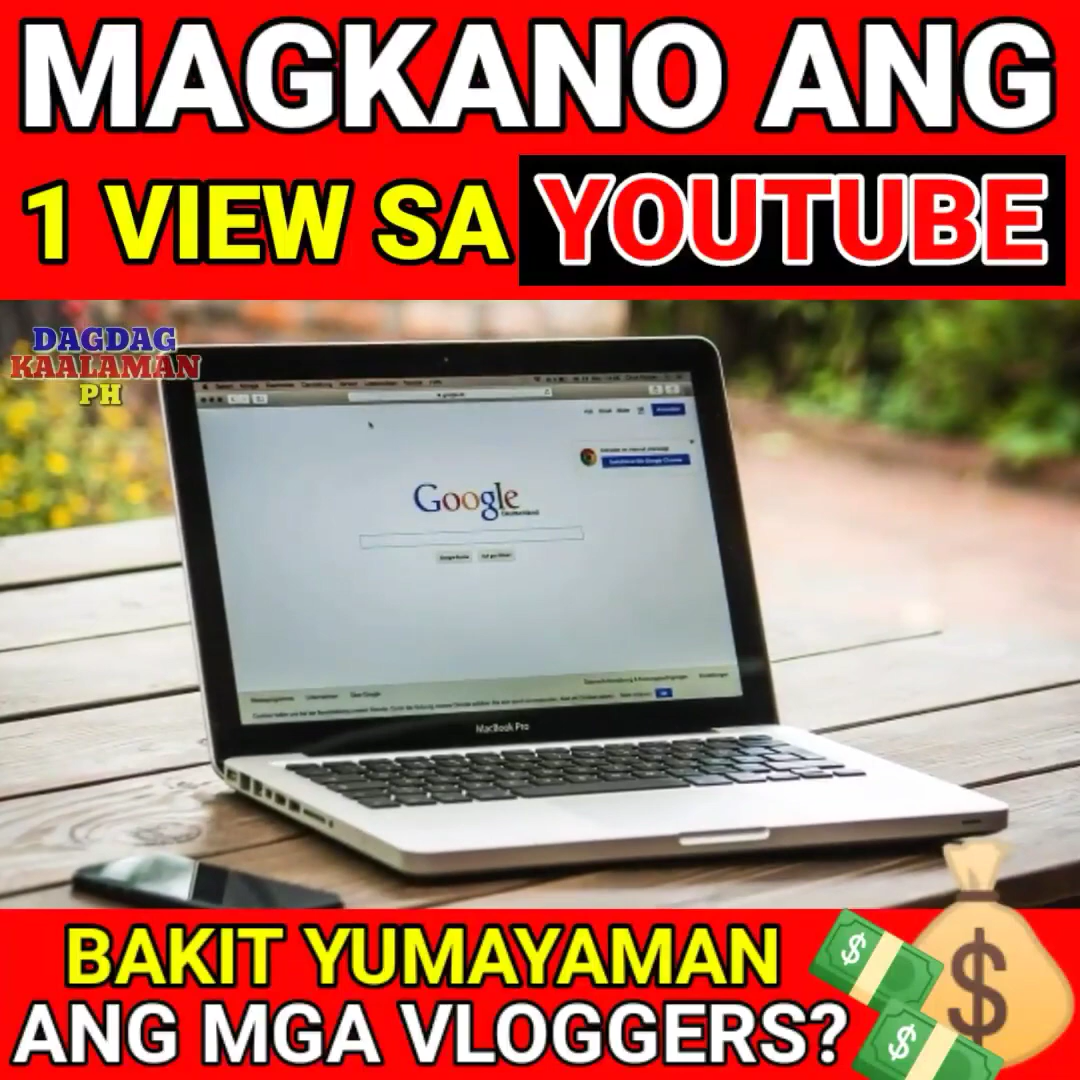 MAGKANO ANG
1 VIEW SA YOUTUBE
DAGDAG
KAALAMAN
PH
Google
MacBook Pro
BAKIT YUMAYAMAN
ANG MGA VLOGGERS?
$
$
$